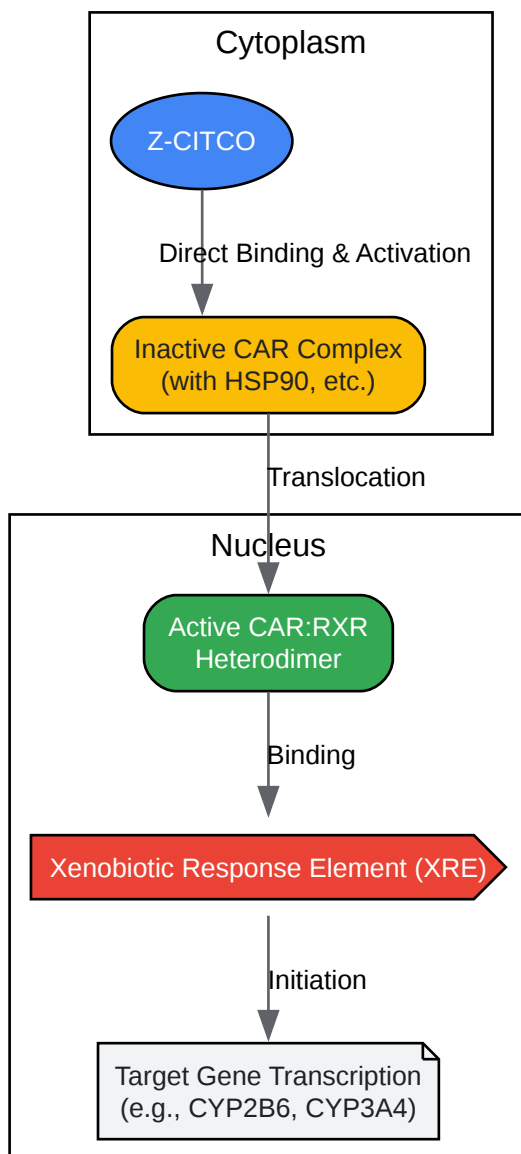 Cytoplasm
Z-CITCO
Direct Binding & Activation
Inactive CAR Complex
(with HSP90, etc.)
Translocation
Nucleus
Active CAR:RXR
Heterodimer
Binding
Xenobiotic Response Element (XRE)
Initiation
Target Gene Transcription
(e.g., CYP2B6, CYP3A4)